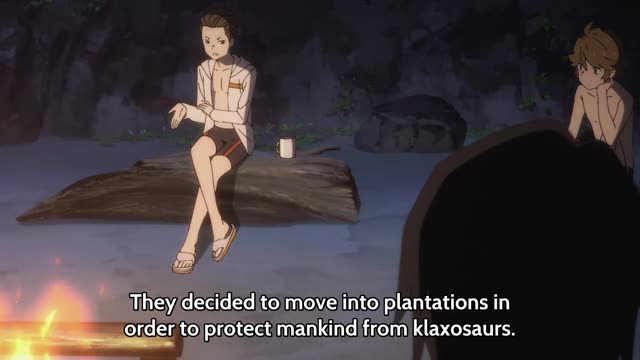 They decided to move into plantations in
order to protect mankind from klaxosaurs.